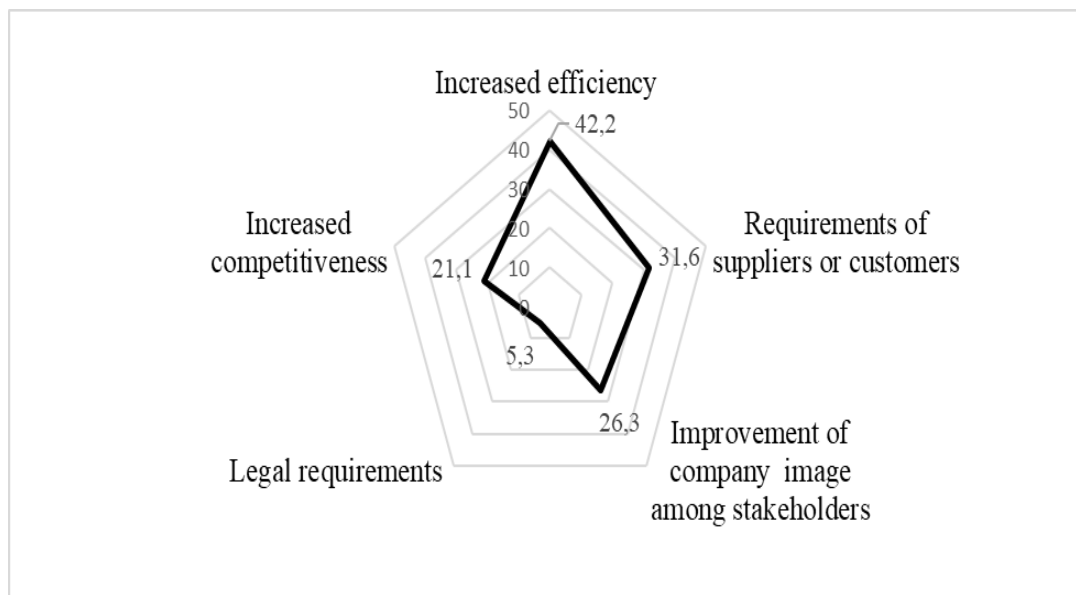 Increased efficiency
50
42,2
40
30
20
10
0
Requirements of
suppliers or customers
31,6
Increased
competitiveness
21,1
5,3
26,3
Legal requirements
Improvement of
company image
among stakeholders